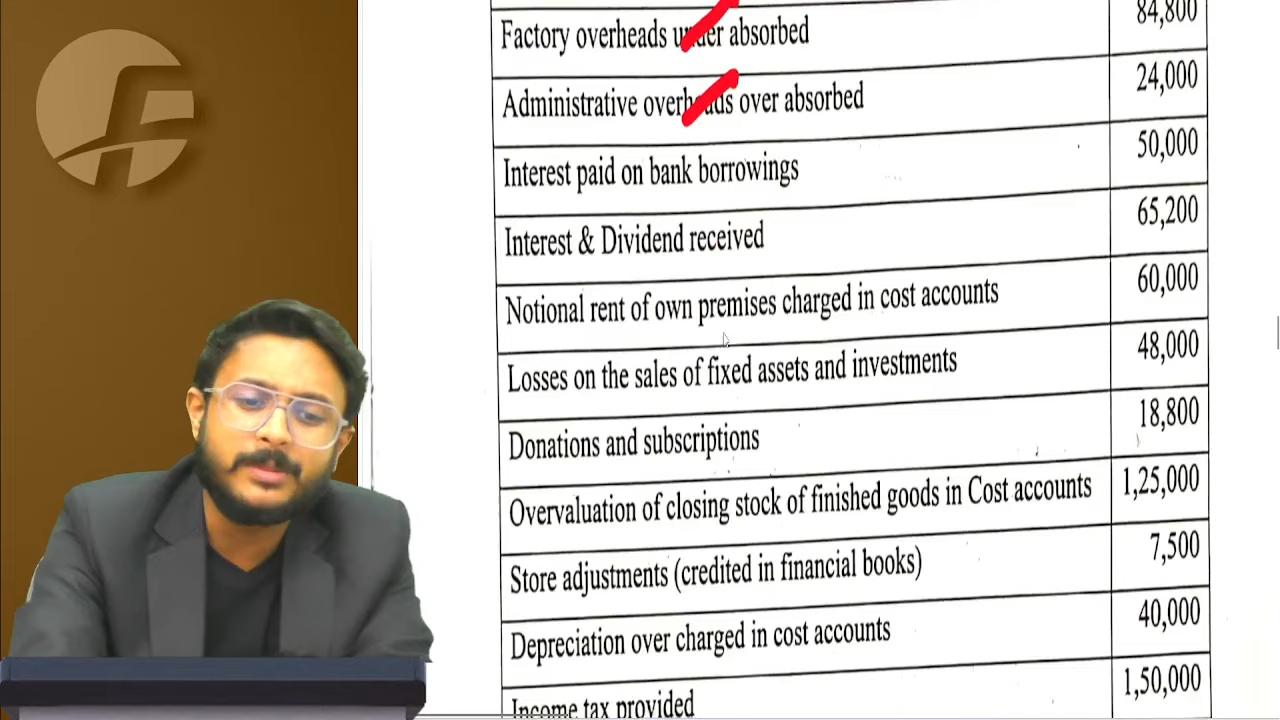 Factory overheads under absorbed 84,800
Administrative overheads over absorbed 24,000
Interest paid on bank borrowings 50,000
Interest & Dividend received 65,200
Notional rent of own premises charged in cost accounts 60,000
Losses on the sales of fixed assets and investments 48,000
Donations and subscriptions 18,800
Overvaluation of closing stock of finished goods in Cost accounts 1,25,000
Store adjustments (credited in financial books) 7,500
Depreciation over charged in cost accounts 40,000
Income tax provided 1,50,000